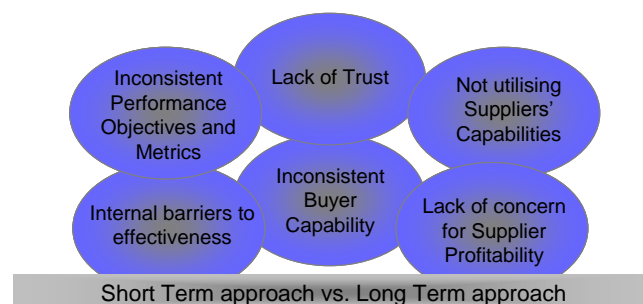 Inconsistent
Performance
Objectives and
Metrics
Lack of Trust
Not utilising
Suppliers'
Capabilities
Internal barriers to
effectiveness
Inconsistent
Buyer
Capability
Lack of concern
for Supplier
Profitability
Short Term approach vs. Long Term approach